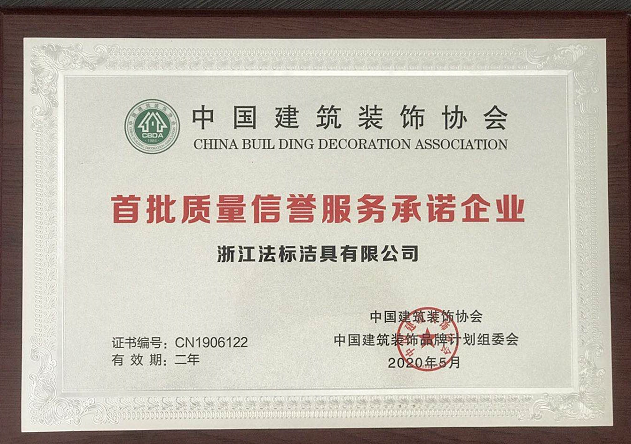 CBDA
中国建筑装饰协会
CHINA BUIL DING DECORATION ASSOCIATION
首批质量信誉服务承诺企业
浙江法标洁具有限公司
中国建筑装饰协会
证书编号: CN1906122
中国建筑装饰品牌计划组委会
有效期: 二年
2020年5月